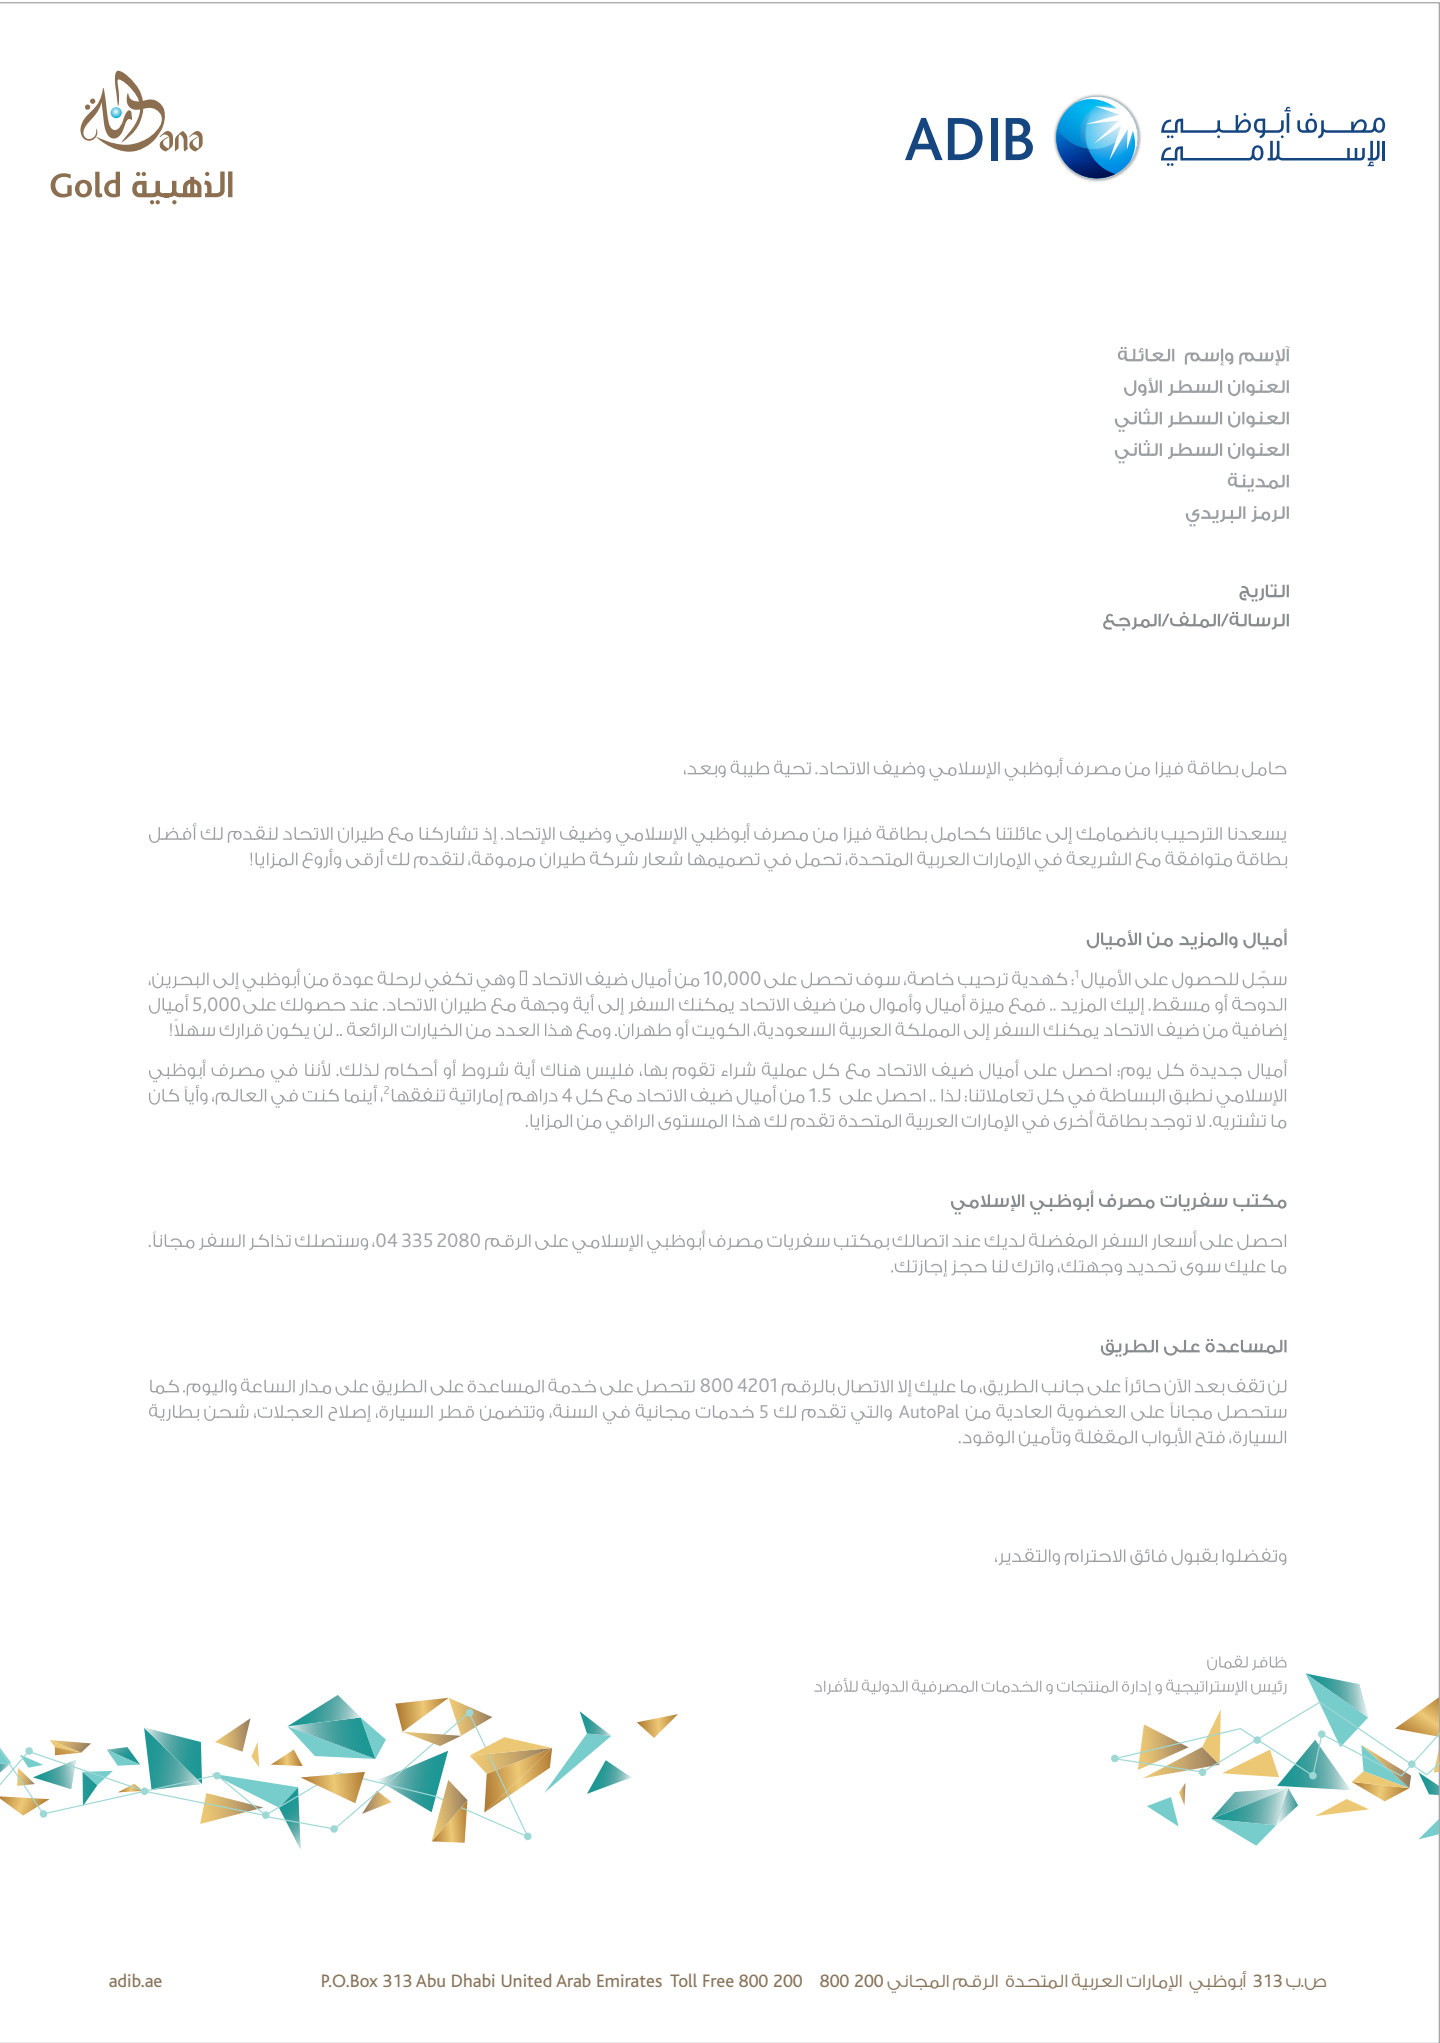 دانة Dana
الذهبية Gold
ADIB
مصرف أبوظبي
الإسلامي
آلإسم وإسم العائلة
العنوان السطر الأول
العنوان السطر الثاني
العنوان السطر الثاني
المدينة
الرمز البريدي
التاريخ
الرسالة/الملف/المرجع
حامل بطاقة فيزا من مصرف أبوظبي الإسلامي وضيف الاتحاد. تحية طيبة وبعد،
يسعدنا الترحيب بانضمامك إلى عائلتنا كحامل بطاقة فيزا من مصرف أبوظبي الإسلامي وضيف الإتحاد. إذ تشاركنا مع طيران الاتحاد لنقدم لك أفضل
بطاقة متوافقة مع الشريعة في الإمارات العربية المتحدة، تحمل في تصميمها شعار شركة طيران مرموقة، لتقدم لك أرقى وأروع المزايا!
أميال والمزيد من الأميال
سجّل للحصول على الأميال¹: كهدية ترحيب خاصة، سوف تحصل على 10,000 من أميال ضيف الاتحاد ▯ وهي تكفي لرحلة عودة من أبوظبي إلى البحرين،
الدوحة أو مسقط. إليك المزيد .. فمع ميزة أميال وأموال من ضيف الاتحاد يمكنك السفر إلى أية وجهة مع طيران الاتحاد. عند حصولك على 5,000 أميال
إضافية من ضيف الاتحاد يمكنك السفر إلى المملكة العربية السعودية، الكويت أو طهران. ومع هذا العدد من الخيارات الرائعة .. لن يكون قرارك سهلاً!
أميال جديدة كل يوم: احصل على أميال ضيف الاتحاد مع كل عملية شراء تقوم بها، فليس هناك أية شروط أو أحكام لذلك. لأننا في مصرف أبوظبي
الإسلامي نطبق البساطة في كل تعاملاتنا: لذا .. احصل على 1.5 من أميال ضيف الاتحاد مع كل 4 دراهم إماراتية تنفقها²، أينما كنت في العالم، وأياً كان
ما تشتريه. لا توجد بطاقة أخرى في الإمارات العربية المتحدة تقدم لك هذا المستوى الراقي من المزايا.
مكتب سفريات مصرف أبوظبي الإسلامي
احصل على أسعار السفر المفضلة لديك عند اتصالك بمكتب سفريات مصرف أبوظبي الإسلامي على الرقم 2080 335 04، وستصلك تذاكر السفر مجاناً.
ما عليك سوى تحديد وجهتك، واترك لنا حجز إجازتك.
المساعدة على الطريق
لن تقف بعد الآن حائراً على جانب الطريق، ما عليك إلا الاتصال بالرقم 4201 800 لتحصل على خدمة المساعدة على الطريق على مدار الساعة واليوم. كما
ستحصل مجاناً على العضوية العادية من AutoPal والتي تقدم لك 5 خدمات مجانية في السنة، وتتضمن قطر السيارة، إصلاح العجلات، شحن بطارية
السيارة، فتح الأبواب المقفلة وتأمين الوقود.
وتفضلوا بقبول فائق الاحترام والتقدير،
ظافر لقمان
رئيس الإستراتيجية و إدارة المنتجات و الخدمات المصرفية الدولية للأفراد
ص.ب 313 أبوظبي الإمارات العربية المتحدة الرقم المجاني 200 800
P.O.Box 313 Abu Dhabi United Arab Emirates Toll Free 800 200
adib.ae